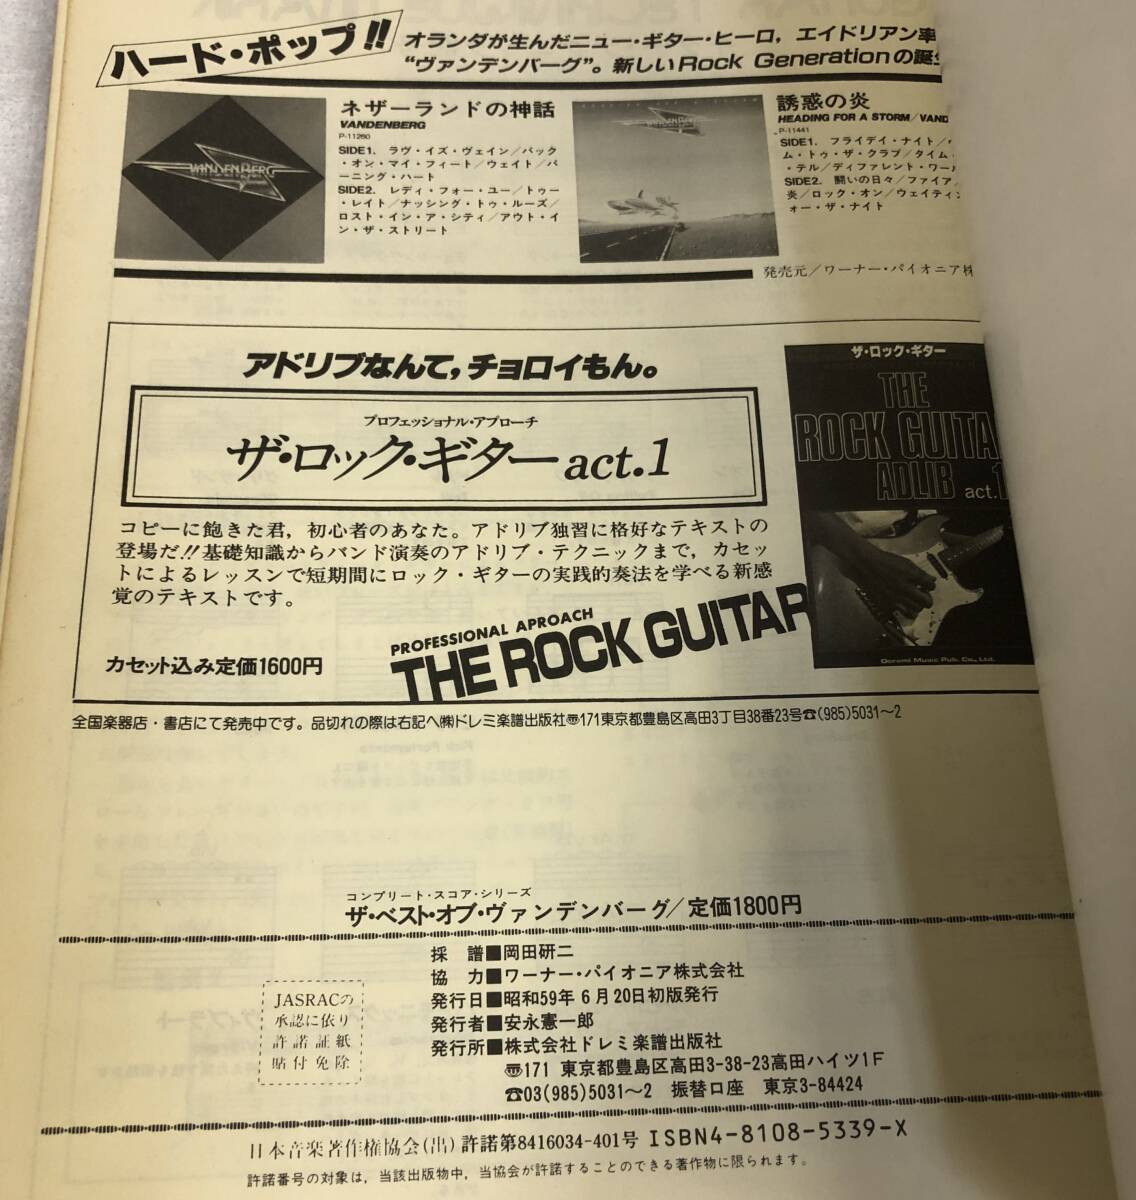 ハード・ポップ!!
オランダが生んだニュー・ギター・ヒーロ，エイドリアン率
“ヴァンデンバーグ”。新しいRock Generationの誕生
VANDENBERG
ネザーランドの神話
VANDENBERG
P-11260
SIDE1. ラヴ・イズ・ヴェイン／バック
・オン・マイ・フィート／ウェイト／バ
ーニング・ハート
SIDE2. レディ・フォー・ユー／トゥー
・レイト／ナッシング・トゥ・ルーズ／
ロスト・イン・ア・シティ／アウト・イ
ン・ザ・ストリート
VANDENBERG
誘惑の炎
HEADING FOR A STORM/VAND
P-11441
SIDE1. フライデイ・ナイト／
ム・トゥ・ザ・クラブ／タイム・
・テル／ディファレント・ワー
SIDE2. 闘いの日々／ファイア／
炎／ロック・オン／ウェイティン
ォー・ザ・ナイト
発売元／ワーナー・パイオニア株
アドリブなんて，チョロイもん。
プロフェッショナル・アプローチ
ザ・ロック・ギター act.1
コピーに飽きた君，初心者のあなた。アドリブ独習に格好なテキストの
登場だ!!基礎知識からバンド演奏のアドリブ・テクニックまで，カセッ
トによるレッスンで短期間にロック・ギターの実践的奏法を学べる新感
覚のテキストです。
カセット込み定価1600円
PROFESSIONAL APROACH
THE ROCK GUITAR
ザ・ロック・ギター
THE
ROCK GUITA
ADLIB act.1
Doremi Music Pub. Co., Ltd.
全国楽器店・書店にて発売中です。品切れの際は右記へ㈱ドレミ楽譜出版社〠171東京都豊島区高田3丁目38番23号☎(985)5031〜2
コンプリート・スコア・シリーズ
ザ・ベスト・オブ・ヴァンデンバーグ／定価1800円
JASRACの
承認に依り
許諾証紙
貼付免除
採　譜■岡田研二
協　力■ワーナー・パイオニア株式会社
発行日■昭和59年6月20日初版発行
発行者■安永憲一郎
発行所■株式会社ドレミ楽譜出版社
〠171 東京都豊島区高田3-38-23高田ハイツ1F
☎03(985)5031〜2 振替口座 東京3-84424
日本音楽著作権協会(出) 許諾第8416034-401号 ISBN4-8108-5339-X
許諾番号の対象は，当該出版物中，当協会が許諾することのできる著作物に限られます。